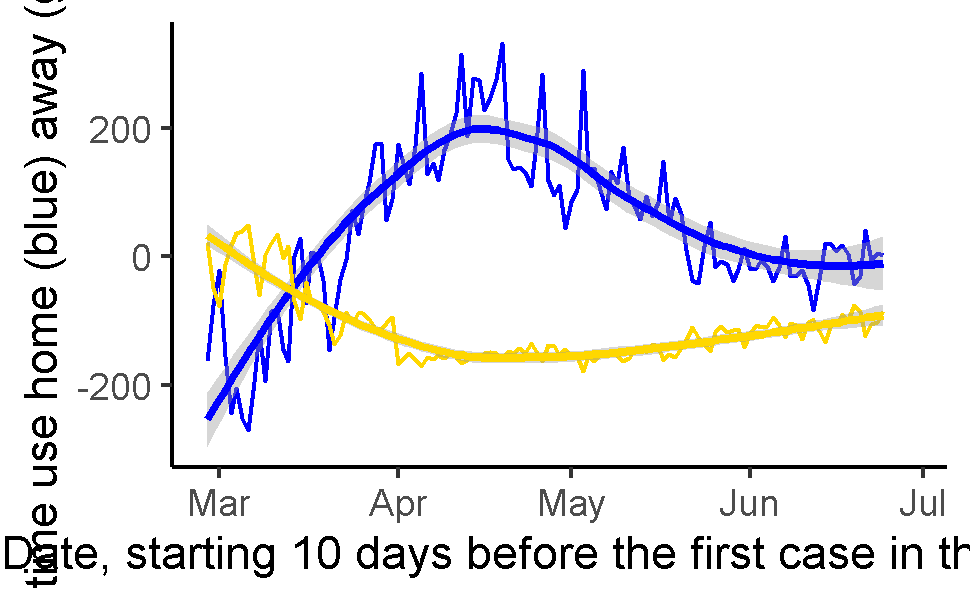 time use home (blue) away (
200
0
-200
Mar Apr May Jun Jul
Date, starting 10 days before the first case in th